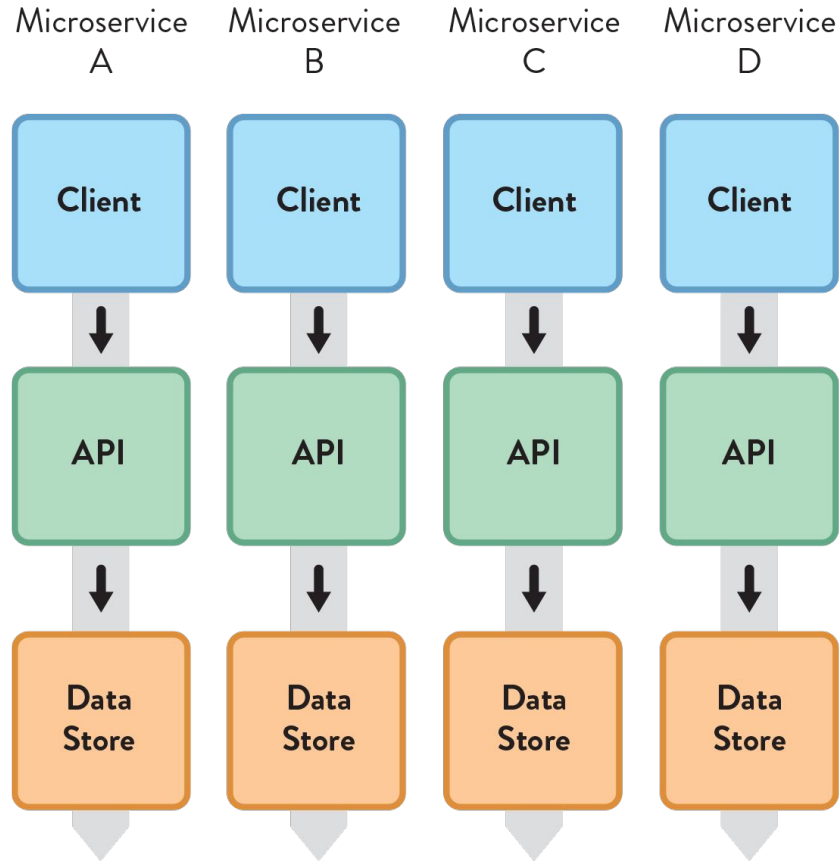 Microservice A
Microservice B
Microservice C
Microservice D
Client
Client
Client
Client
API
API
API
API
Data Store
Data Store
Data Store
Data Store